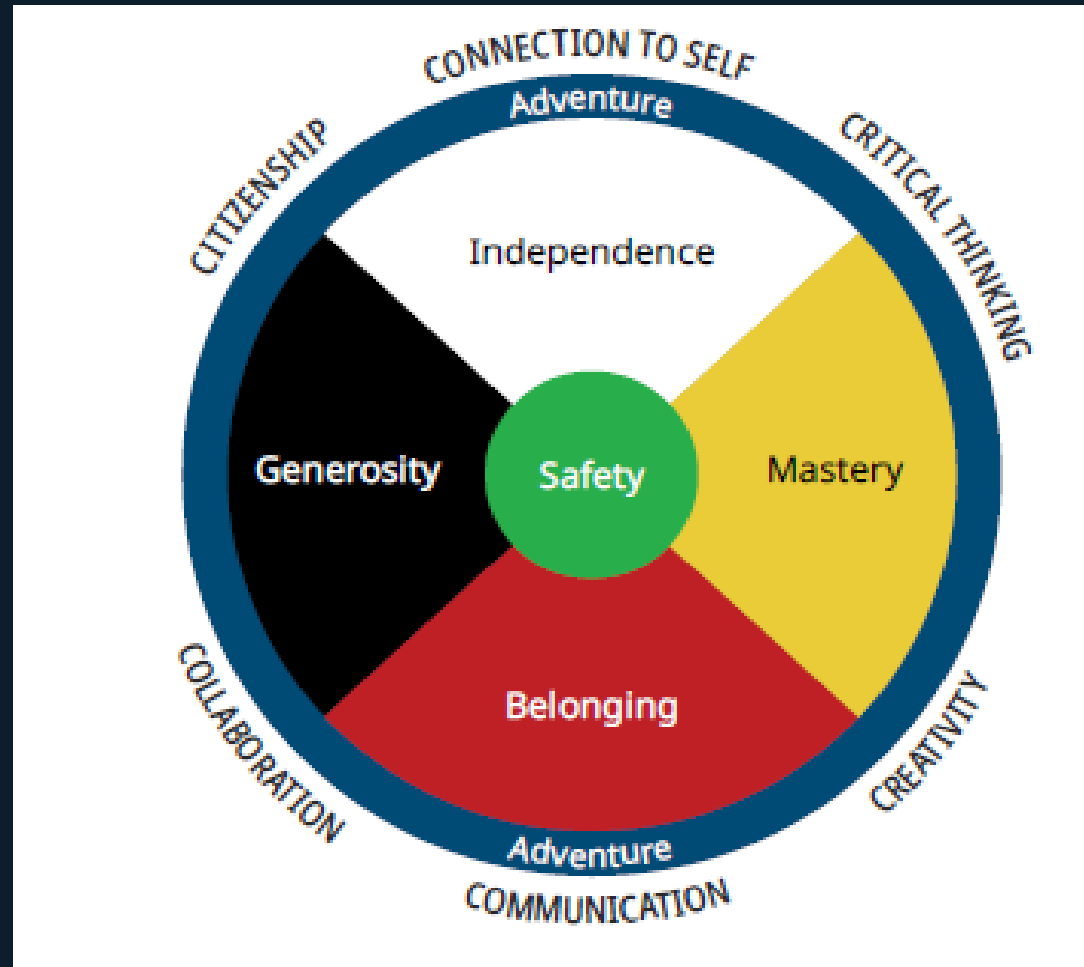 CONNECTION TO SELF
Adventure
CITIZENSHIP
CRITICAL THINKING
Independence
Generosity
Safety
Mastery
Belonging
COLLABORATION
CREATIVITY
Adventure
COMMUNICATION